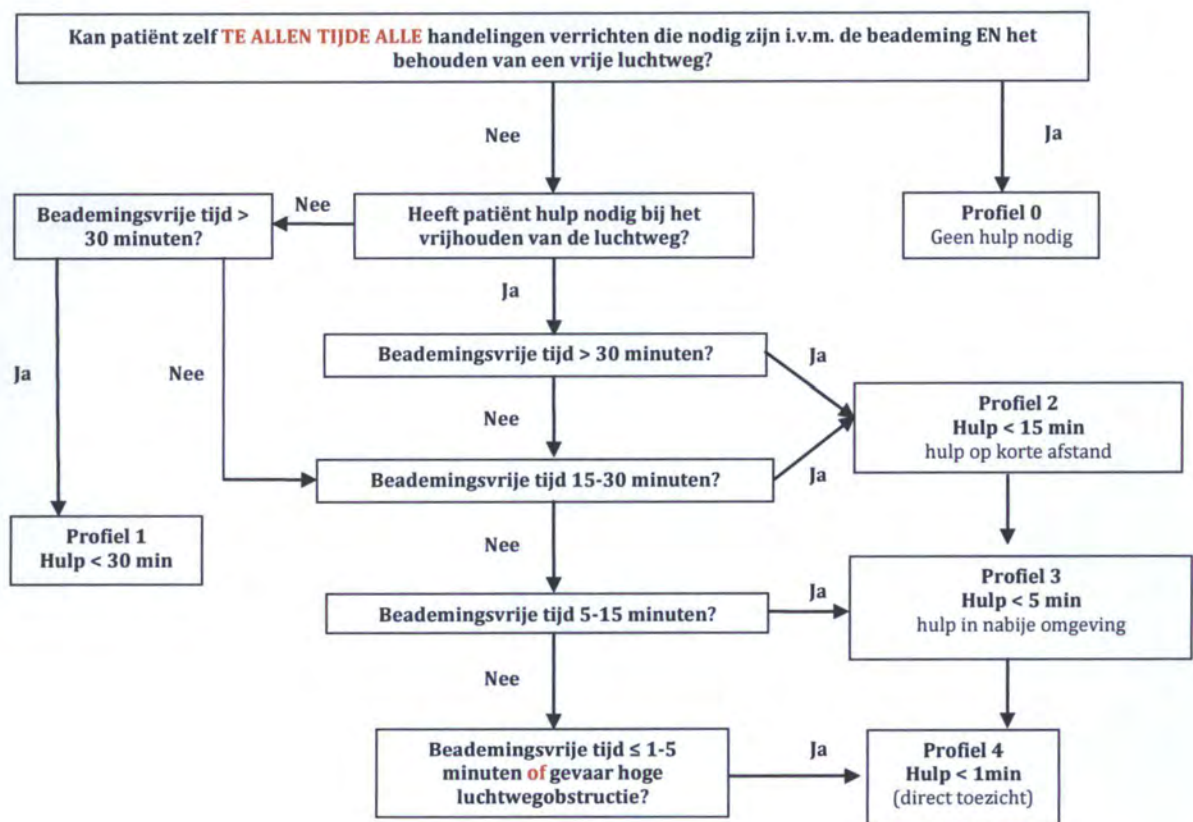 Kan patiënt zelf TE ALLEN TIJDE ALLE handelingen verrichten die nodig zijn i.v.m. de beademing EN het
behouden van een vrije luchtweg?
Nee
Ja
Beademingsvrije tijd >
30 minuten?
Nee
Heeft patiënt hulp nodig bij het
vrijhouden van de luchtweg?
Profiel 0
Geen hulp nodig
Ja
Beademingsvrije tijd > 30 minuten?
Ja
Ja
Nee
Nee
Profiel 2
Hulp < 15 min
hulp op korte afstand
Beademingsvrije tijd 15-30 minuten?
Ja
Profiel 1
Hulp < 30 min
Nee
Profiel 3
Hulp < 5 min
hulp in nabije omgeving
Beademingsvrije tijd 5-15 minuten?
Ja
Nee
Beademingsvrije tijd ≤ 1-5
minuten of gevaar hoge
luchtwegobstructie?
Ja
Profiel 4
Hulp < 1min
(direct toezicht)